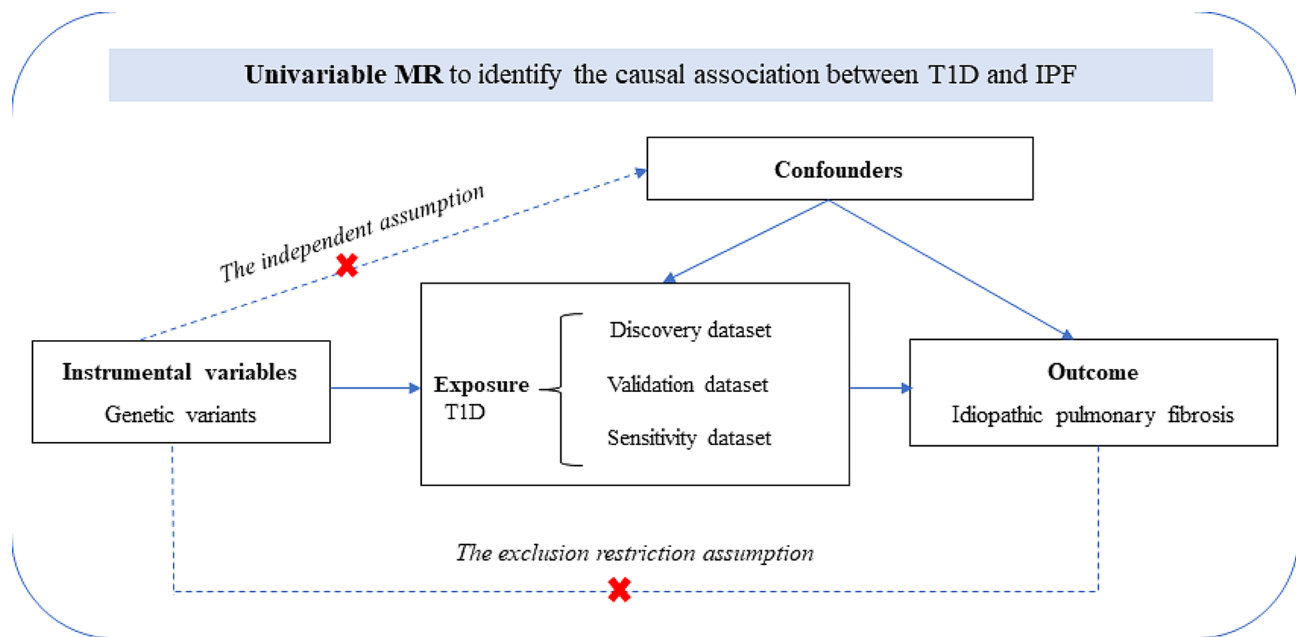 Univariable MR to identify the causal association between T1D and IPF
Confounders
The independent assumption
Instrumental variables
Genetic variants
Exposure
T1D
Discovery dataset
Validation dataset
Sensitivity dataset
Outcome
Idiopathic pulmonary fibrosis
The exclusion restriction assumption